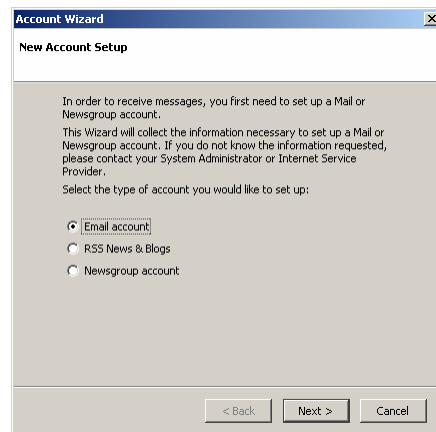 Account Wizard
New Account Setup
In order to receive messages, you first need to set up a Mail or
Newsgroup account.
This Wizard will collect the information necessary to set up a Mail or
Newsgroup account. If you do not know the information requested,
please contact your System Administrator or Internet Service
Provider.
Select the type of account you would like to set up:
Email account
RSS News & Blogs
Newsgroup account
< Back Next > Cancel